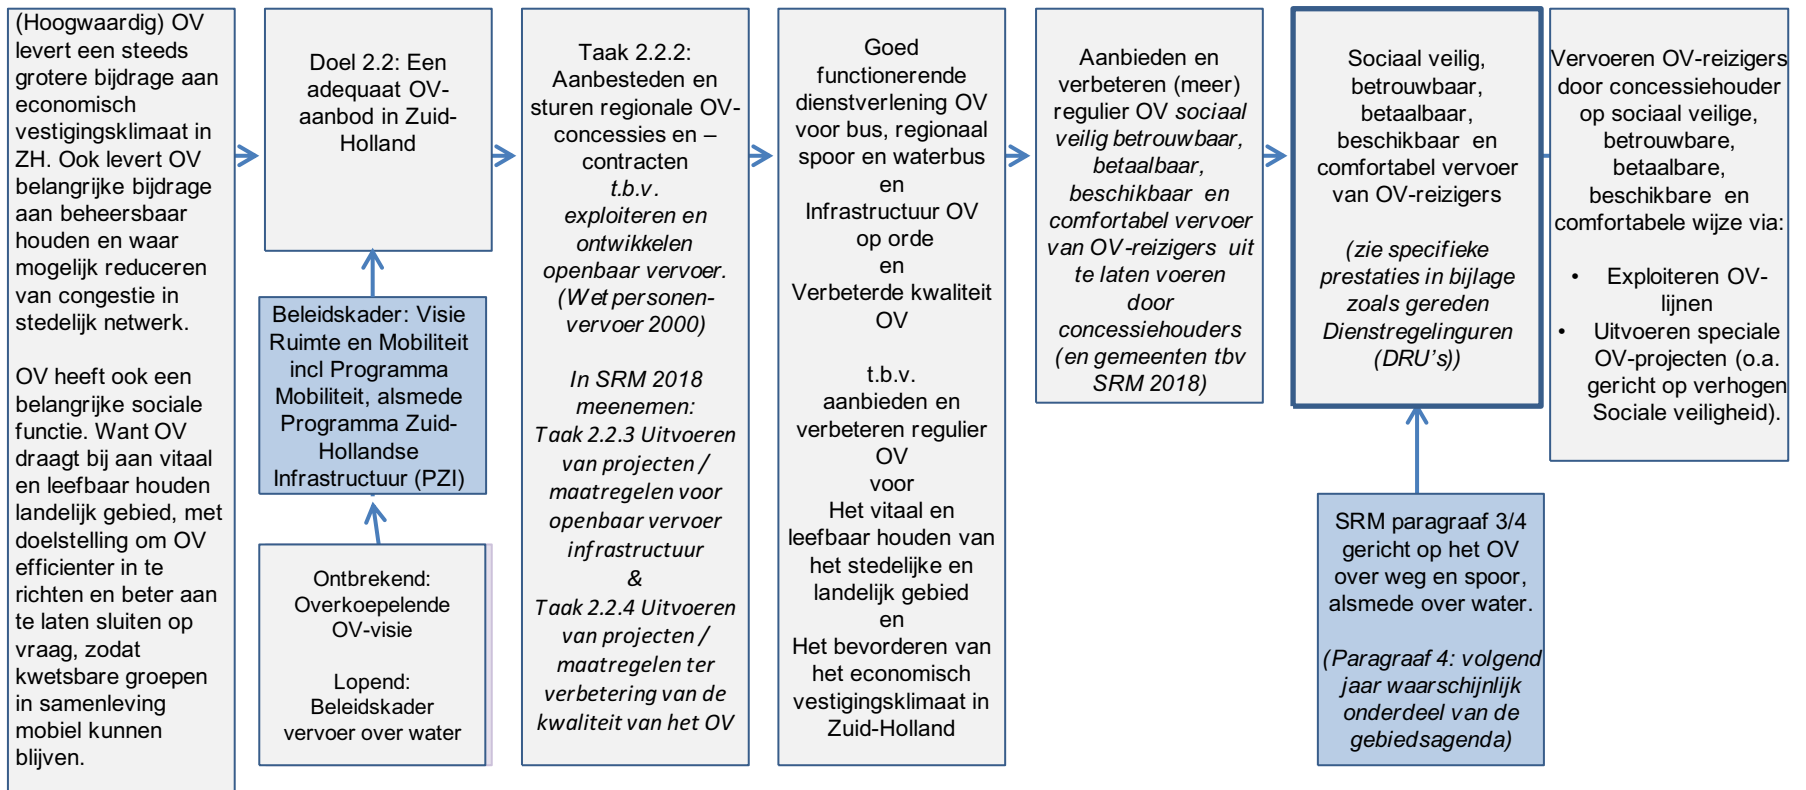 (Hoogwaardig) OV
levert een steeds
grotere bijdrage aan
economisch
vestigingsklimaat in
ZH. Ook levert OV
belangrijke bijdrage
aan beheersbaar
houden en waar
mogelijk reduceren
van congestie in
stedelijk netwerk.
OV heeft ook een
belangrijke sociale
functie. Want OV
draagt bij aan vitaal
en leefbaar houden
landelijk gebied, met
doelstelling om OV
efficienter in te
richten en beter aan
te laten sluiten op
vraag, zodat
kwetsbare groepen
in samenleving
mobiel kunnen
blijven.
Doel 2.2: Een
adequaat OV-
aanbod in Zuid-
Holland
Beleidskader: Visie
Ruimte en Mobiliteit
incl Programma
Mobiliteit, alsmede
Programma Zuid-
Hollandse
Infrastructuur (PZI)
Ontbrekend:
Overkoepelende
OV-visie
Lopend:
Beleidskader
vervoer over water
Taak 2.2.2:
Aanbesteden en
sturen regionale OV-
concessies en –
contracten
t.b.v.
exploiteren en
ontwikkelen
openbaar vervoer.
(Wet personen-
vervoer 2000)
In SRM 2018
meenemen:
Taak 2.2.3 Uitvoeren
van projecten /
maatregelen voor
openbaar vervoer
infrastructuur
&
Taak 2.2.4 Uitvoeren
van projecten /
maatregelen ter
verbetering van de
kwaliteit van het OV
Goed
functionerende
dienstverlening OV
voor bus, regionaal
spoor en waterbus
en
Infrastructuur OV
op orde
en
Verbeterde kwaliteit
OV
t.b.v.
aanbieden en
verbeteren regulier
OV
voor
Het vitaal en
leefbaar houden van
het stedelijke en
landelijk gebied
en
Het bevorderen van
het economisch
vestigingsklimaat in
Zuid-Holland
Aanbieden en
verbeteren (meer)
regulier OV sociaal
veilig betrouwbaar,
betaalbaar,
beschikbaar en
comfortabel vervoer
van OV-reizigers uit
te laten voeren
door
concessiehouders
(en gemeenten tbv
SRM 2018)
Sociaal veilig,
betrouwbaar,
betaalbaar,
beschikbaar en
comfortabel vervoer
van OV-reizigers
(zie specifieke
prestaties in bijlage
zoals gereden
Dienstregelinguren
(DRU’s))
SRM paragraaf 3/4
gericht op het OV
over weg en spoor,
alsmede over water.
(Paragraaf 4: volgend
jaar waarschijnlijk
onderdeel van de
gebiedsagenda)
Vervoeren OV-reizigers
door concessiehouder
op sociaal veilige,
betrouwbare,
betaalbare,
beschikbare en
comfortabele wijze via:
• Exploiteren OV-
lijnen
• Uitvoeren speciale
OV-projecten (o.a.
gericht op verhogen
Sociale veiligheid).